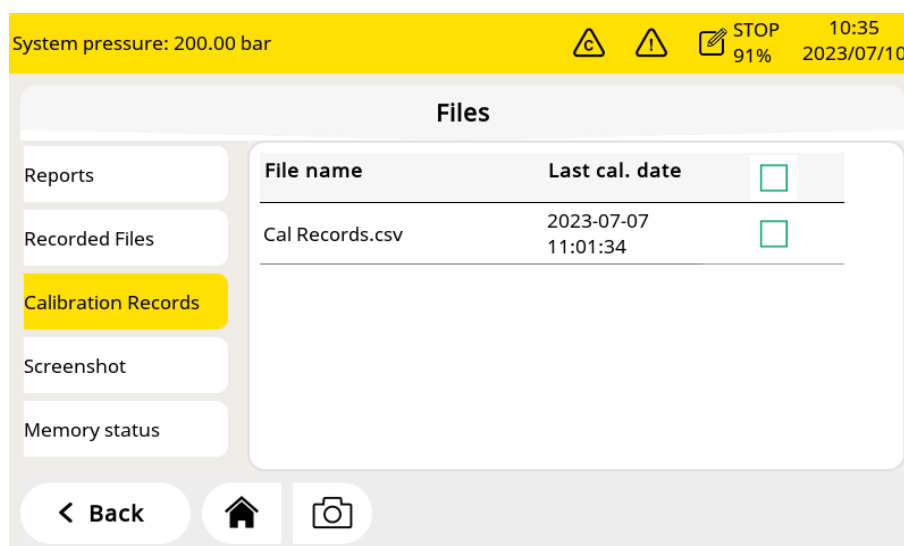 System pressure: 200.00 bar
C
!
STOP
91%
10:35
2023/07/10
Files
Reports
Recorded Files
Calibration Records
Screenshot
Memory status
File name Last cal. date
Cal Records.csv 2023-07-07
11:01:34
Back